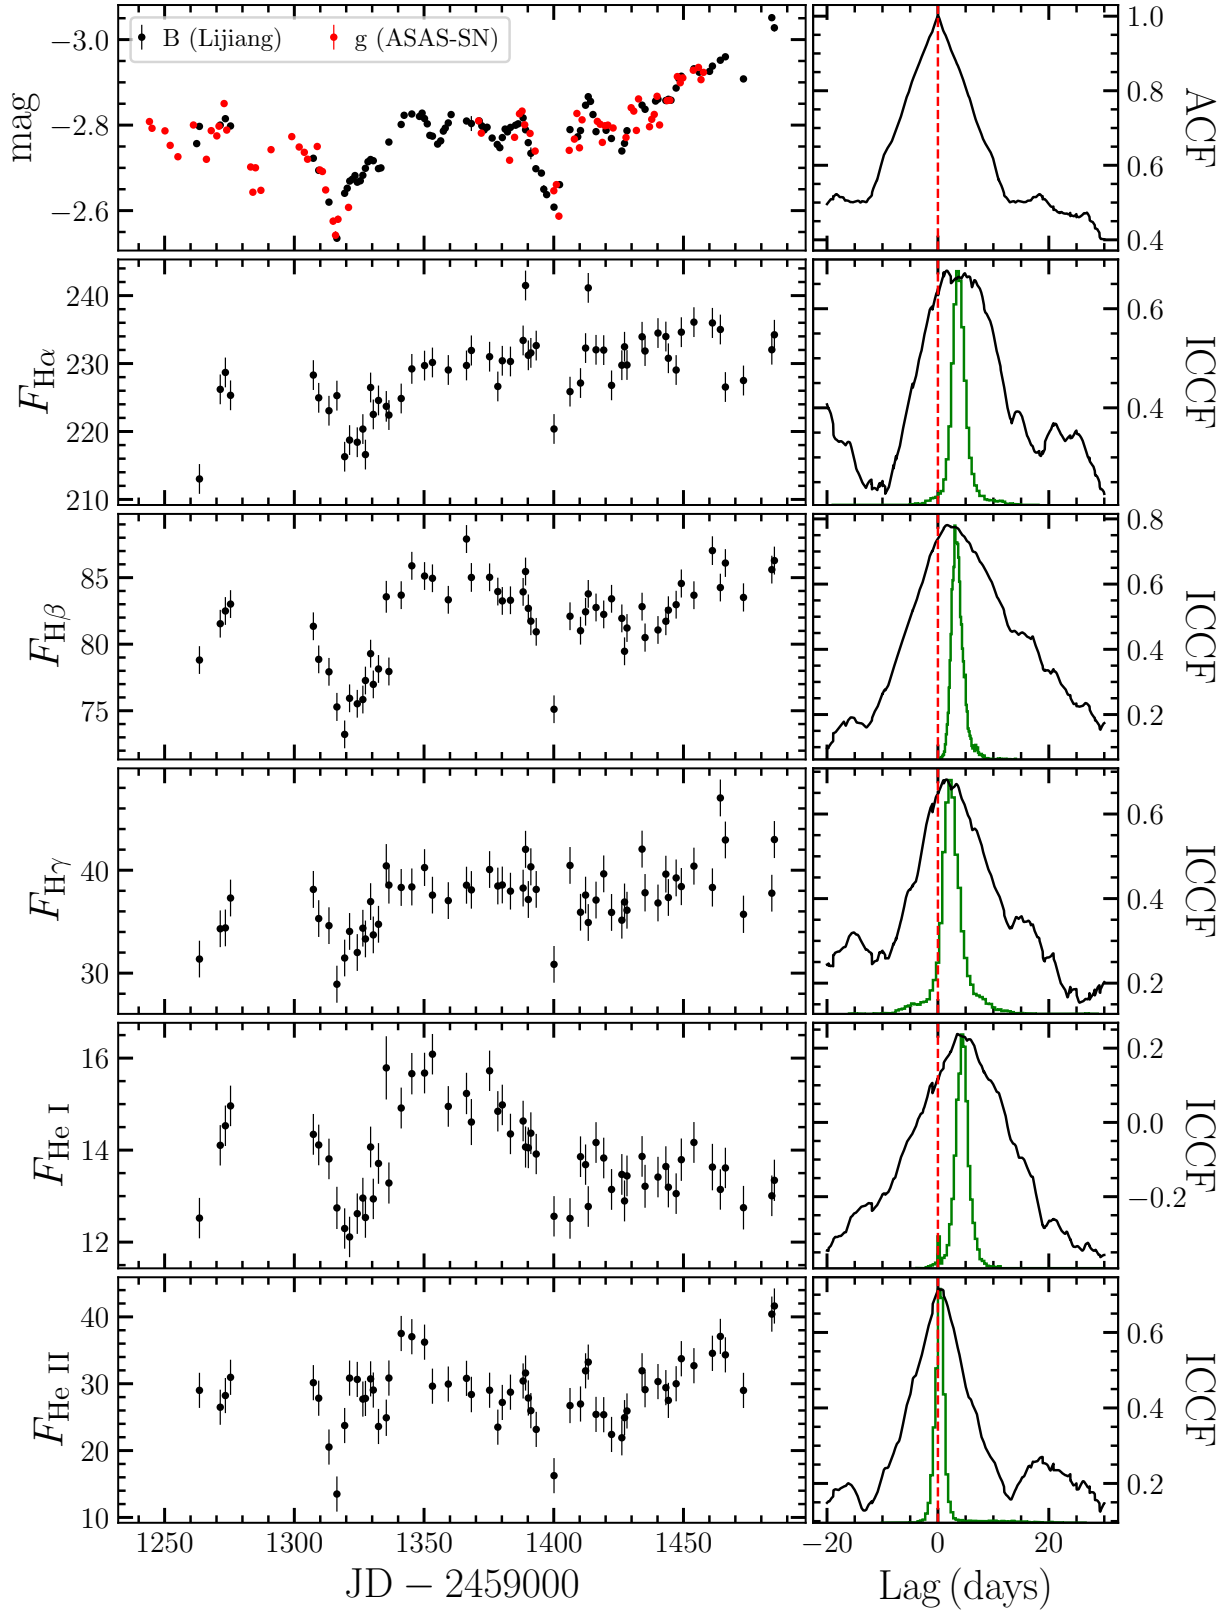 B (Lijiang) g (ASAS-SN)
mag
−3.0
−2.8
−2.6
1.0
0.8
0.6
0.4
ACF
F_Hα
240
230
220
210
0.6
0.4
ICCF
F_Hβ
85
80
75
0.8
0.6
0.4
0.2
ICCF
F_Hγ
40
30
0.6
0.4
0.2
ICCF
F_He I
16
14
12
0.2
0.0
−0.2
ICCF
F_He II
40
30
20
10
0.6
0.4
0.2
ICCF
1250 1300 1350 1400 1450
−20 0 20
JD − 2459000
Lag (days)